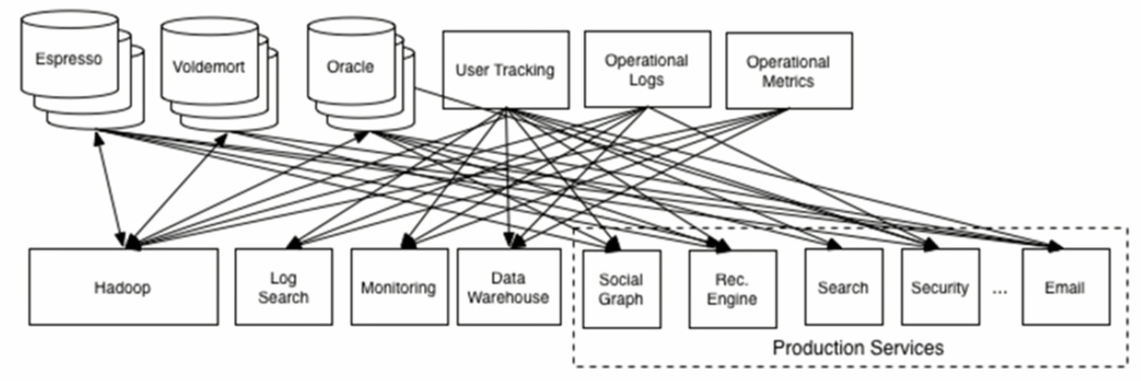 Espresso
Voldemort
Oracle
User Tracking
Operational
Logs
Operational
Metrics
Hadoop
Log
Search
Monitoring
Data
Warehouse
Social
Graph
Rec.
Engine
Search
Security
...
Email
Production Services